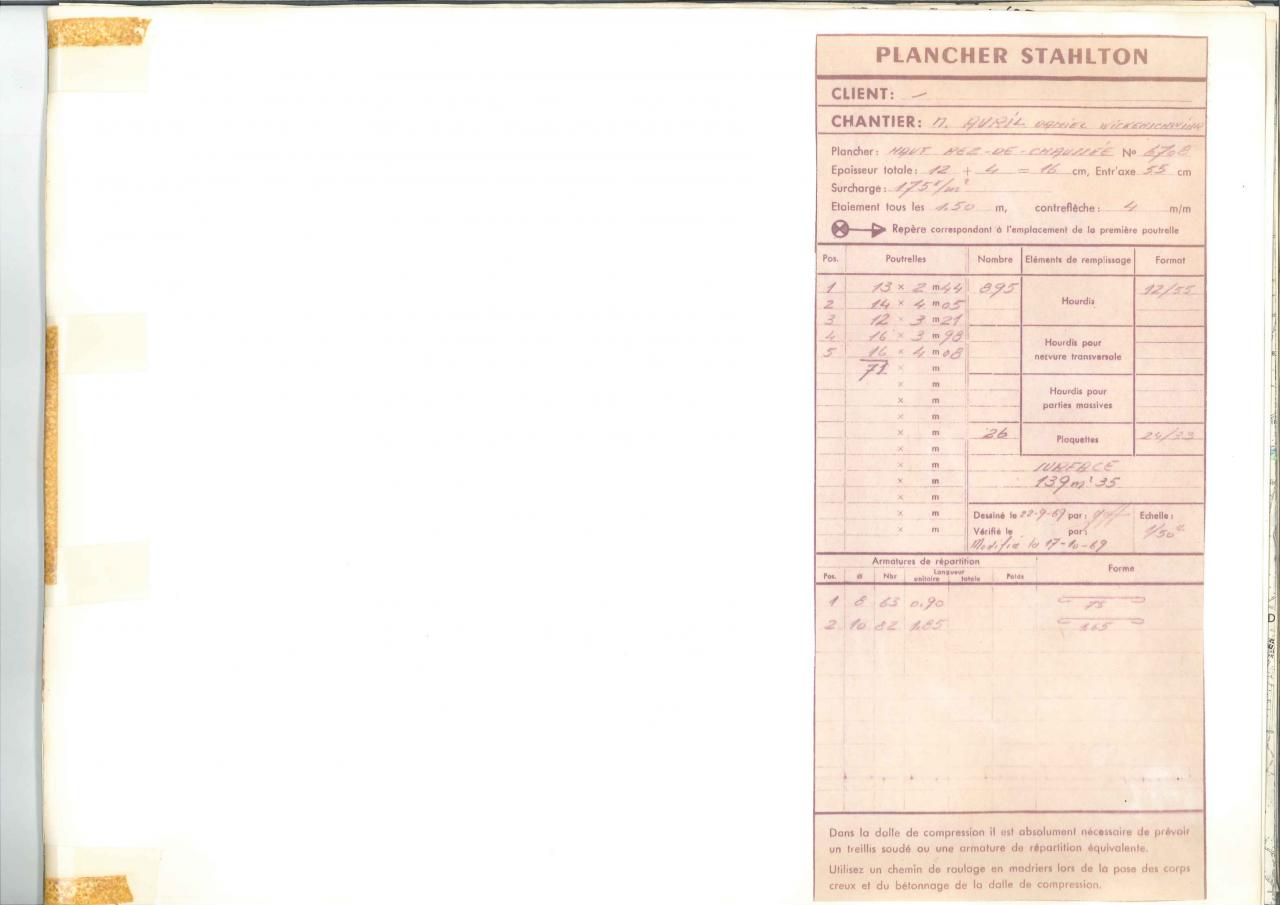 PLANCHER STAHLTON
CLIENT: —
CHANTIER: M. AVRIL DANIEL
Plancher: HAUT REZ-DE-CHAUSSÉE No 6708
Epaisseur totale: 12 + 4 = 16 cm, Entr'axe 55 cm
Surcharge: 175 /m²
Etaiement tous les 1,50 m, contreflèche: 4 m/m
Repère correspondant à l'emplacement de la première poutrelle
Pos. Poutrelles Nombre Eléments de remplissage Format
1 13 x 2 m 44 895 Hourdis 12/55
2 14 x 4 m 05
3 12 x 3 m 21
4 16 x 3 m 98 Hourdis pour
5 16 x 4 m 08 nervure transversale
71 x m
x m
x m Hourdis pour
x m parties massives
x m 26 Plaquettes 24/33
x m
x m SURFACE
x m 139 m² 35
x m
x m Dessiné le 22-9-69 par: Echelle:
x m Vérifié le par: 1/50e
Modifié le 17-10-69
Armatures de répartition
Pos. Ø Nbr Longueur unitaire totale Poids Forme
1 8 63 0.90 75
2 10 82 1.85 165
Dans la dalle de compression il est absolument nécessaire de prévoir
un treillis soudé ou une armature de répartition équivalente.
Utilisez un chemin de roulage en madriers lors de la pose des corps
creux et du bétonnage de la dalle de compression.
D